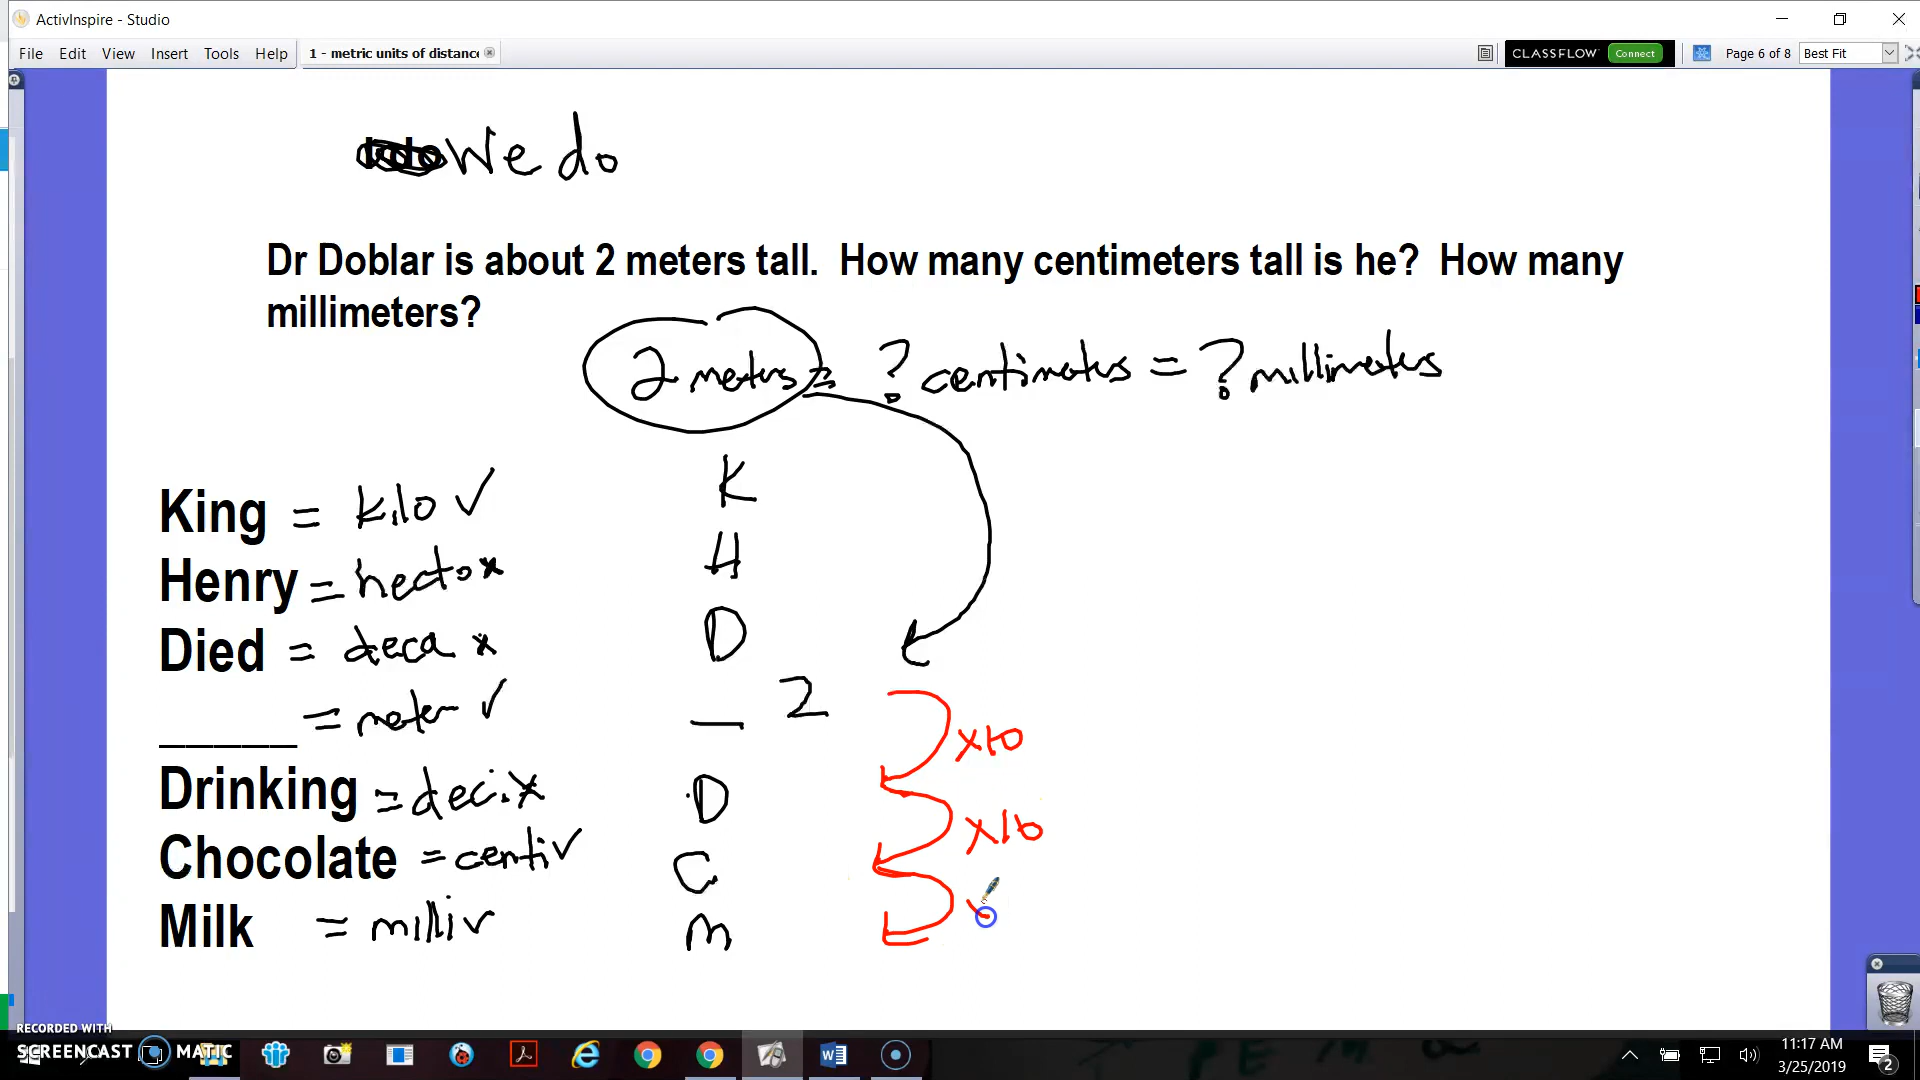 ActivInspire - Studio
File Edit View Insert Tools Help 1 - metric units of distanc
CLASSFLOW Connect Page 6 of 8 Best Fit
We do
Dr Doblar is about 2 meters tall. How many centimeters tall is he? How many
millimeters?
2 meters = ? centimeters = ? millimeters
King = kilo ✓ K
Henry = hecto x H
Died = deca x D
_____ = meter ✓ __ 2
x10
Drinking = deci x D
x10
Chocolate = centi ✓ C
Milk = milli ✓ m
RECORDED WITH
SCREENCAST MATIC
11:17 AM
3/25/2019
2